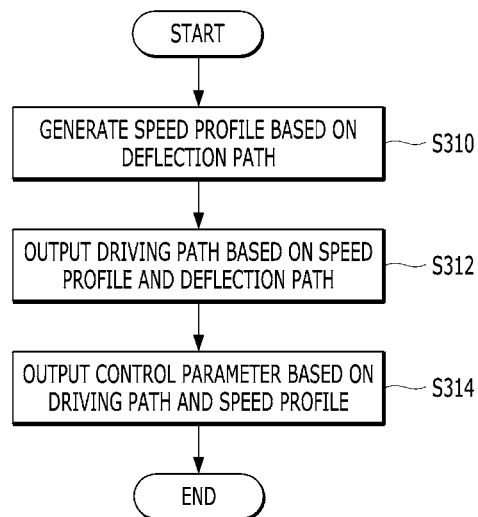 START
GENERATE SPEED PROFILE BASED ON
DEFLECTION PATH
S310
OUTPUT DRIVING PATH BASED ON SPEED
PROFILE AND DEFLECTION PATH
S312
OUTPUT CONTROL PARAMETER BASED ON
DRIVING PATH AND SPEED PROFILE
S314
END